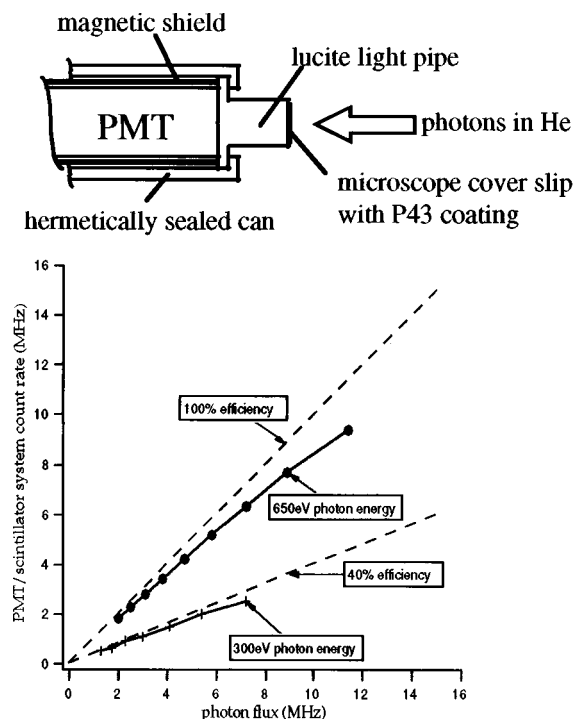 magnetic shield
lucite light pipe
PMT
photons in He
microscope cover slip
with P43 coating
hermetically sealed can
16
14
12
10
8
6
4
2
0
PMT/ scintillator system count rate (MHz)
100% efficiency
650eV photon energy
40% efficiency
300eV photon energy
0 2 4 6 8 10 12 14 16
photon flux (MHz)